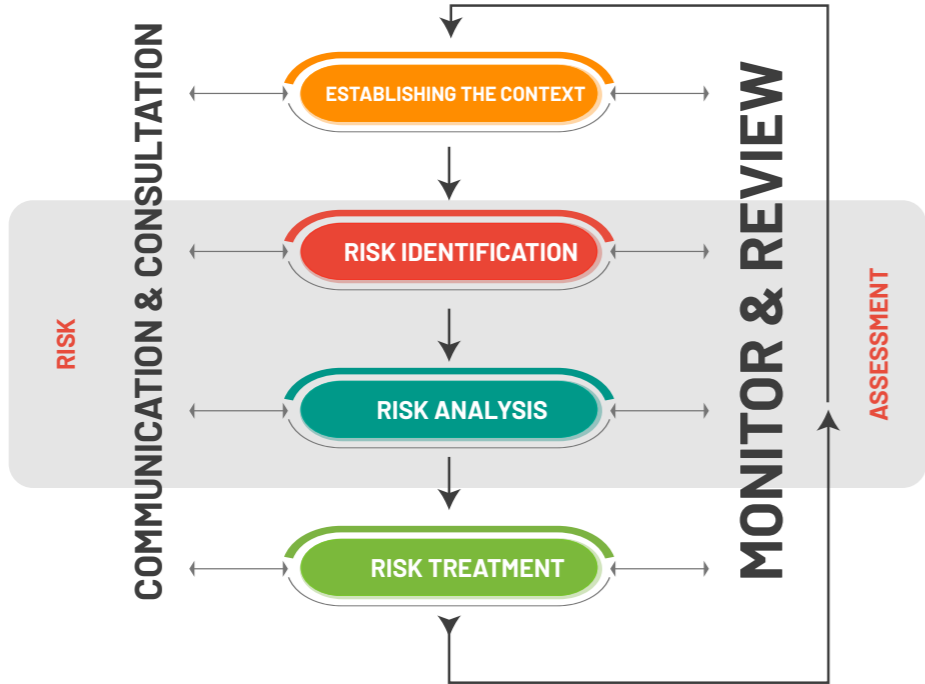 COMMUNICATION & CONSULTATION
ESTABLISHING THE CONTEXT
RISK IDENTIFICATION
RISK ANALYSIS
RISK TREATMENT
MONITOR & REVIEW
RISK
ASSESSMENT